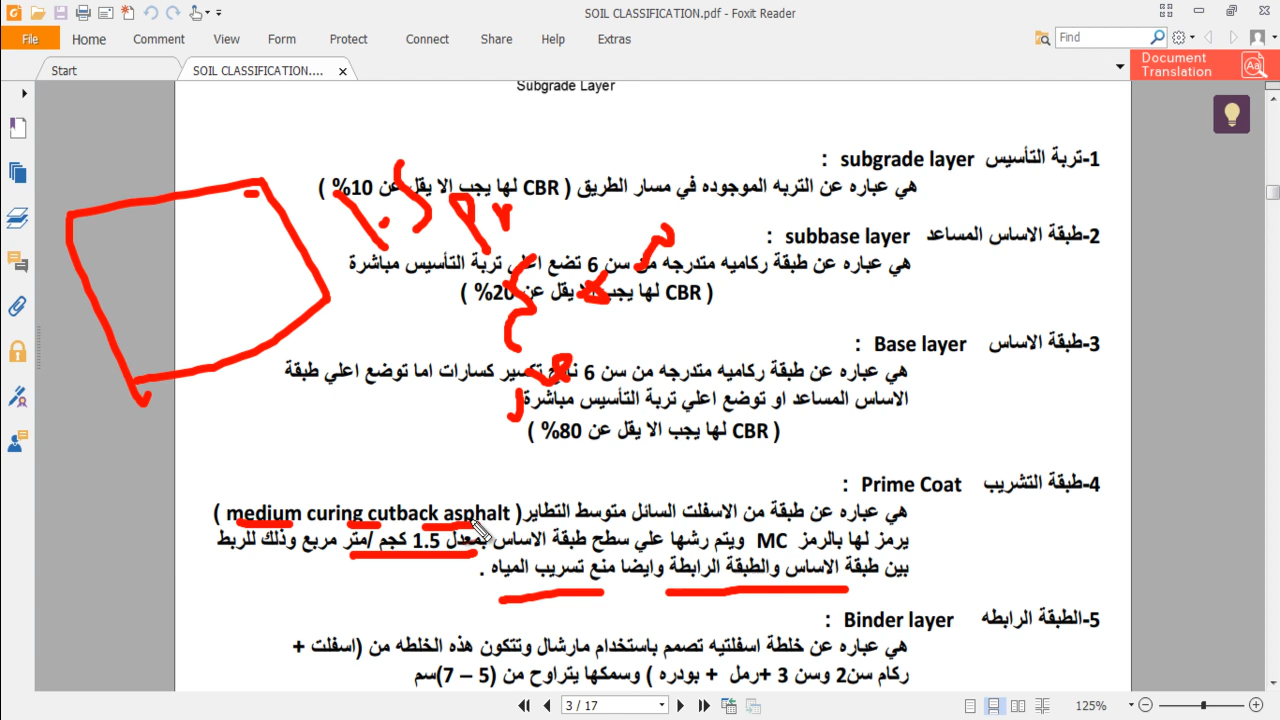 SOIL CLASSIFICATION.pdf - Foxit Reader
File Home Comment View Form Protect Connect Share Help Extras Find
Start SOIL CLASSIFICATION.... Document Translation
Subgrade Layer
1-تربة التأسيس subgrade layer :
هي عباره عن التربه الموجوده في مسار الطريق ( CBR لها يجب الا يقل عن 10% )
2-طبقة الاساس المساعد subbase layer :
هي عباره عن طبقة ركاميه متدرجه من سن 6 تضع اعلي تربة التأسيس مباشرة
( CBR لها يجب الا يقل عن 20% )
3-طبقة الاساس Base layer :
هي عباره عن طبقة ركاميه متدرجه من سن 6 ناتج تكسير كسارات اما توضع اعلي طبقة
الاساس المساعد او توضع اعلي تربة التأسيس مباشرة
( CBR لها يجب الا يقل عن 80% )
4-طبقة التشريب Prime Coat :
هي عباره عن طبقة من الاسفلت السائل متوسط التطاير( medium curing cutback asphalt )
يرمز لها بالرمز MC ويتم رشها علي سطح طبقة الاساس بمعدل 1.5 كجم /متر مربع وذلك للربط
بين طبقة الاساس والطبقة الرابطة وايضا منع تسريب المياه .
5-الطبقة الرابطه Binder layer :
هي عباره عن خلطة اسفلتيه تصمم باستخدام مارشال وتتكون هذه الخلطه من (اسفلت +
ركام سن2 وسن 3 +رمل + بودره ) وسمكها يتراوح من (5 – 7)سم
3 / 17 125%